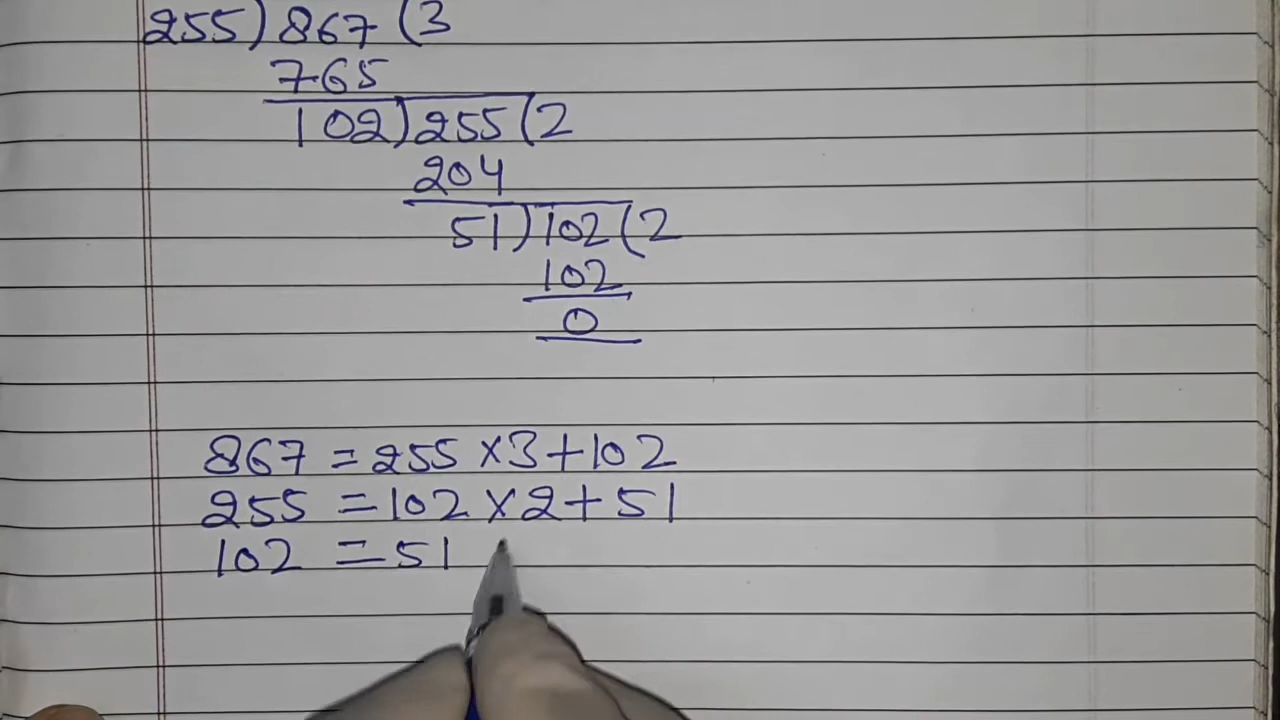 255) 867 (3
765
102) 255 (2
204
51) 102 (2
102
0
867 = 255 × 3 + 102
255 = 102 × 2 + 51
102 = 51